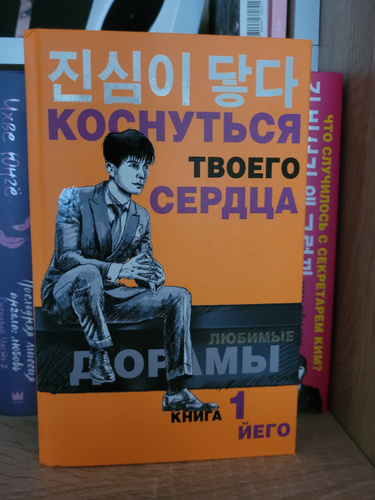 진심이 닿다
КОСНУТЬСЯ
ТВОЕГО
СЕРДЦА
ЛЮБИМЫЕ
ДОРАМЫ
КНИГА 1
ЙЕГО
ЧТО СЛУЧИЛОСЬ С СЕКРЕТАРЕМ КИМ?